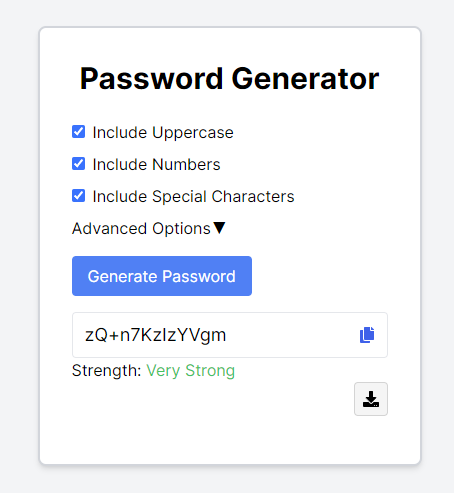 Password Generator
Include Uppercase
Include Numbers
Include Special Characters
Advanced Options▼
Generate Password
zQ+n7KzIzYVgm
Strength: Very Strong